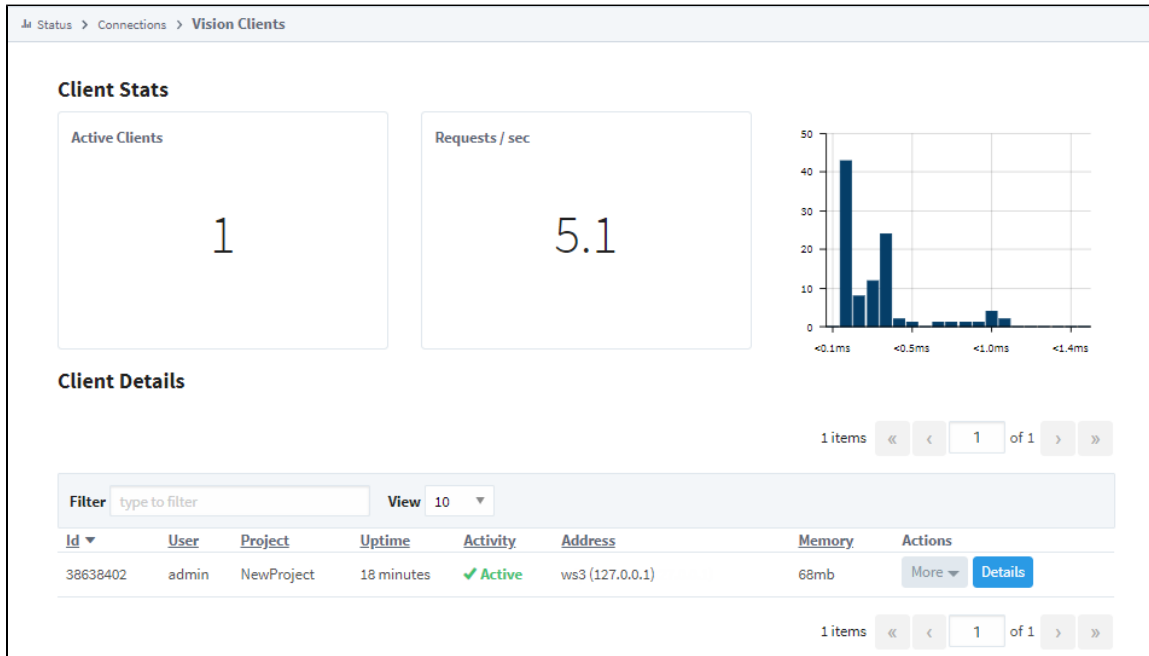 Status > Connections > Vision Clients
Client Stats
Active Clients
1
Requests / sec
5.1
50
40
30
20
10
0
<0.1ms <0.5ms <1.0ms <1.4ms
Client Details
1 items « ‹ 1 of 1 › »
Filter type to filter View 10
Id User Project Uptime Activity Address Memory Actions
38638402 admin NewProject 18 minutes Active ws3 (127.0.0.1) 68mb More Details
1 items « ‹ 1 of 1 › »